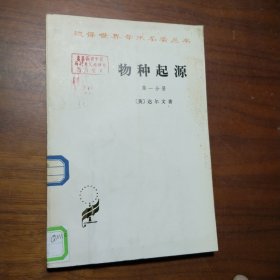 汉译世界学术名著丛书
物种起源
第一分册
〔英〕达尔文著